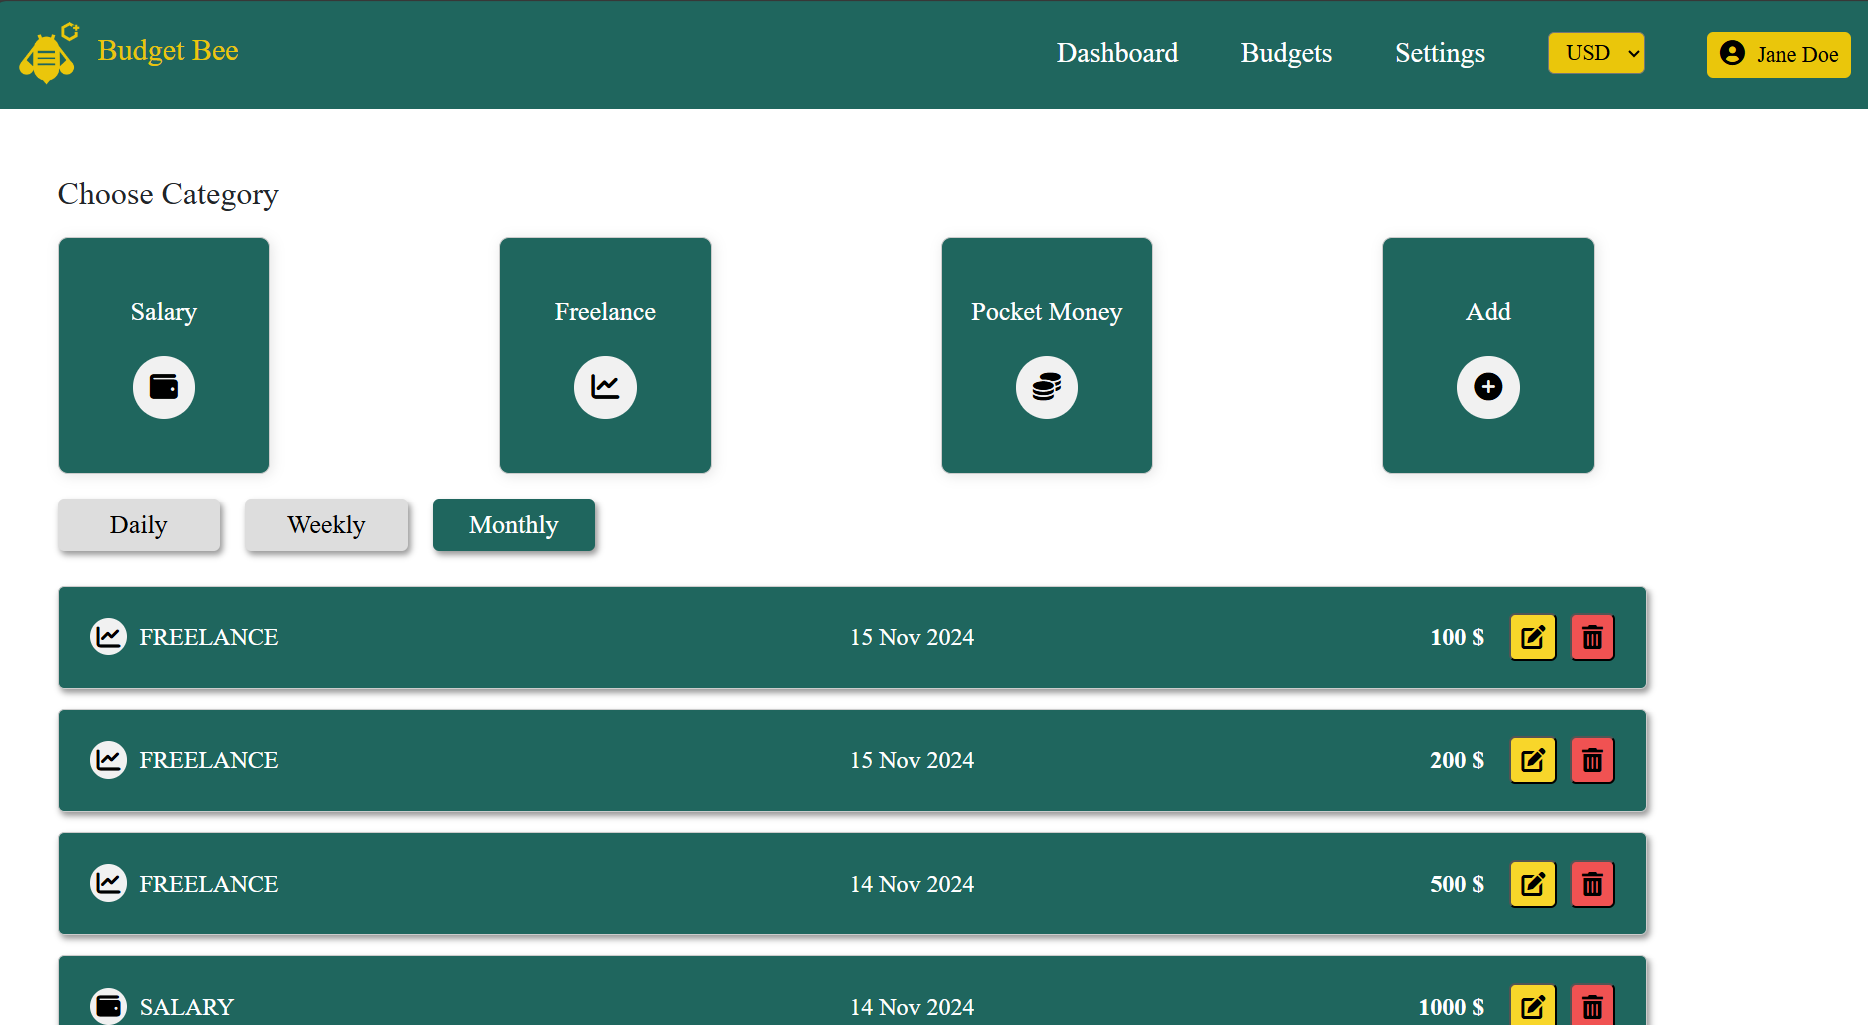 Budget Bee
Dashboard Budgets Settings USD Jane Doe
Choose Category
Salary Freelance Pocket Money Add
Daily Weekly Monthly
FREELANCE 15 Nov 2024 100 $
FREELANCE 15 Nov 2024 200 $
FREELANCE 14 Nov 2024 500 $
SALARY 14 Nov 2024 1000 $